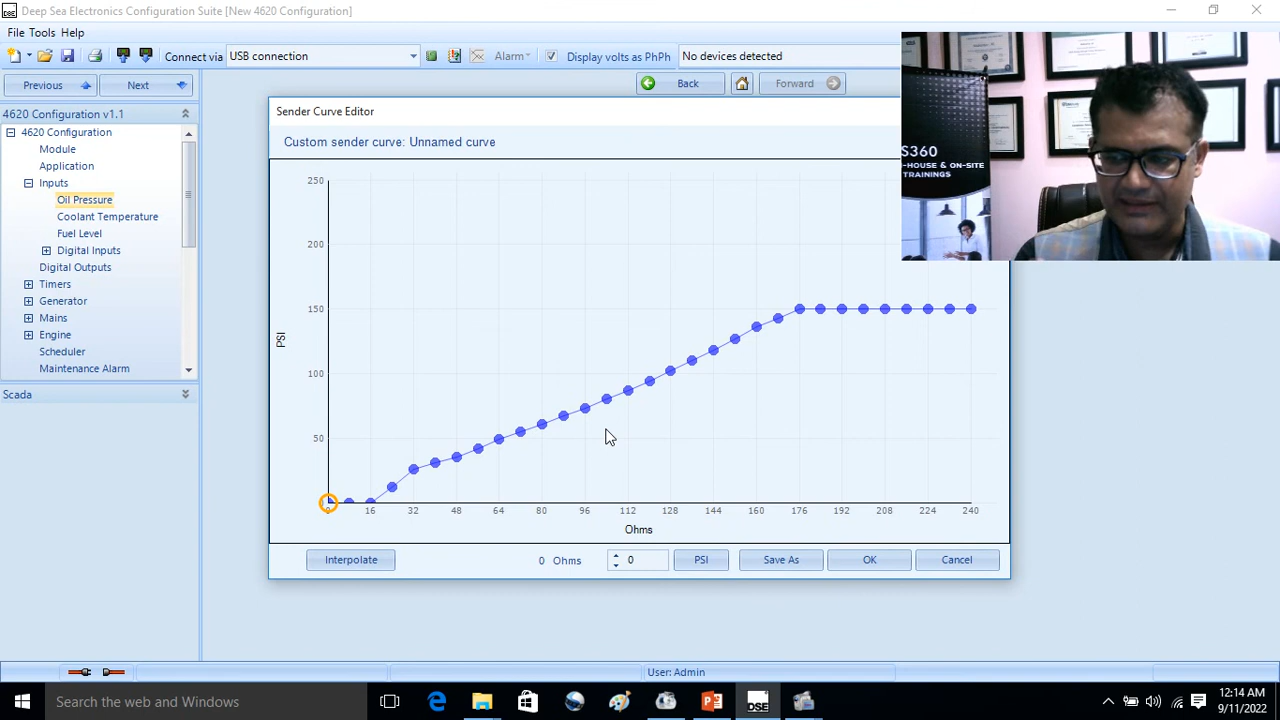 Deep Sea Electronics Configuration Suite [New 4620 Configuration]
File Tools Help
Connect via USB connection Alarm Display volts as Ph-Ph No devices detected
Previous Next Back Forward
4620 Configuration v1.1
4620 Configuration
Module
Application
Inputs
Oil Pressure
Coolant Temperature
Fuel Level
Digital Inputs
Digital Outputs
Timers
Generator
Mains
Engine
Scheduler
Maintenance Alarm
Scada
Sender Curve Editor
Custom sender curve: Unnamed curve
250
200
150
100
50
PSI
0 16 32 48 64 80 96 112 128 144 160 176 192 208 224 240
Ohms
Interpolate 0 Ohms 0 PSI Save As OK Cancel
S360
-HOUSE & ON-SITE
TRAININGS
User: Admin
Search the web and Windows
DSE
12:14 AM
9/11/2022